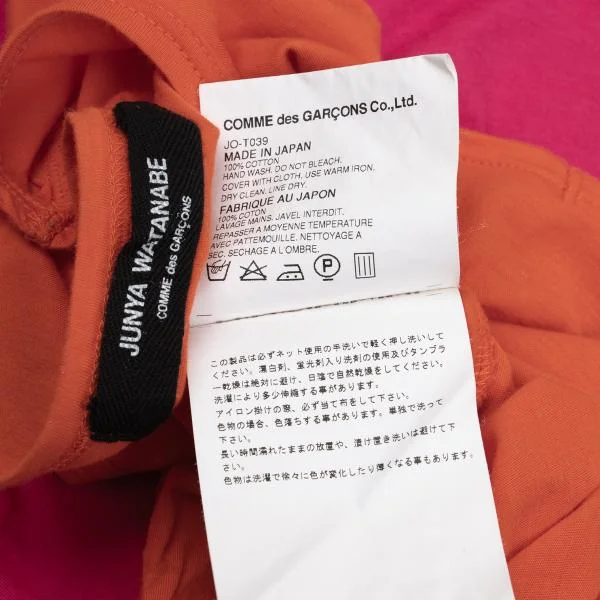 JUNYA WATANABE
COMME des GARÇONS
COMME des GARÇONS Co.,Ltd.
JO-T039
MADE IN JAPAN
100% COTTON
HAND WASH. DO NOT BLEACH.
COVER WITH CLOTH, USE WARM IRON.
DRY CLEAN. LINE DRY.
FABRIQUE AU JAPON
100% COTON
LAVAGE MAINS. JAVEL INTERDIT.
REPASSER A MOYENNE TEMPERATURE
AVEC PATTEMOUILLE. NETTOYAGE A
SEC. SECHAGE A L'OMBRE.
P
この製品は必ずネット使用の手洗いで軽く押し洗いして
ください。漂白剤、蛍光剤入り洗剤の使用及びタンブラ
ー乾燥は絶対に避け、日陰で自然乾燥をしてください。
洗濯により多少伸縮する事があります。
アイロン掛けの際、必ず当て布をして下さい。
色物の場合、色落ちする事があります。単独で洗って
下さい。
長い時間濡れたままの放置や、漬け置き洗いは避けて下
さい。
色物は洗濯で徐々に色が変化したり薄くなる事もあります。